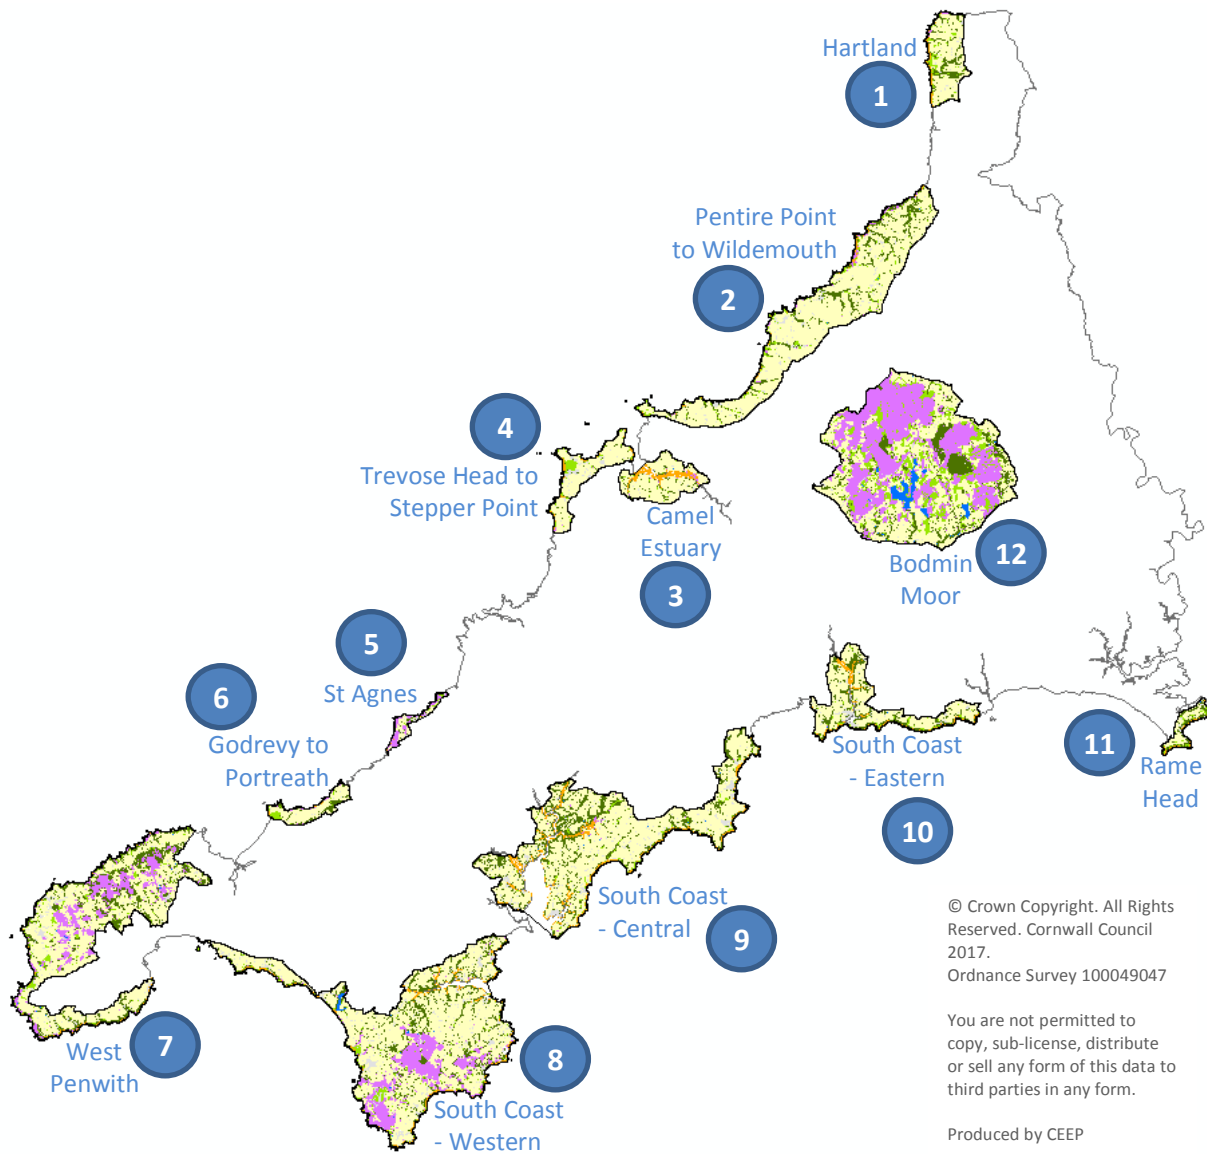 Hartland
1
Pentire Point
to Wildemouth
2
4
Trevose Head to
Stepper Point
Camel
Estuary
3
12
Bodmin
Moor
5
St Agnes
6
Godrevy to
Portreath
South Coast
- Eastern
10
11
Rame
Head
South Coast
- Central
9
West
Penwith
7
8
South Coast
- Western
© Crown Copyright. All Rights
Reserved. Cornwall Council
2017.
Ordnance Survey 100049047
You are not permitted to
copy, sub-license, distribute
or sell any form of this data to
third parties in any form.
Produced by CEEP